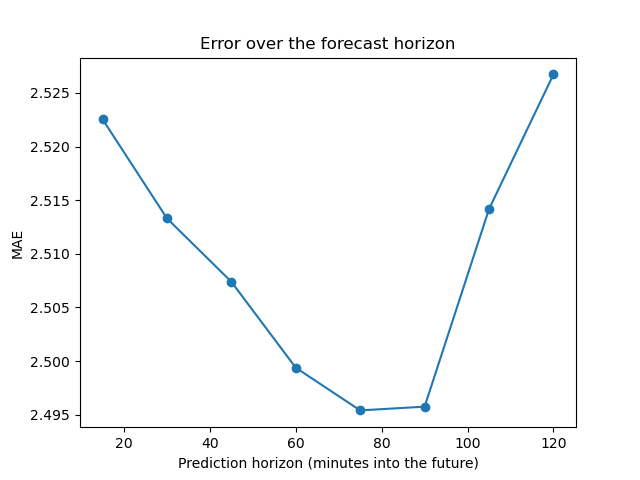 Error over the forecast horizon
MAE
2.525
2.520
2.515
2.510
2.505
2.500
2.495
20 40 60 80 100 120
Prediction horizon (minutes into the future)